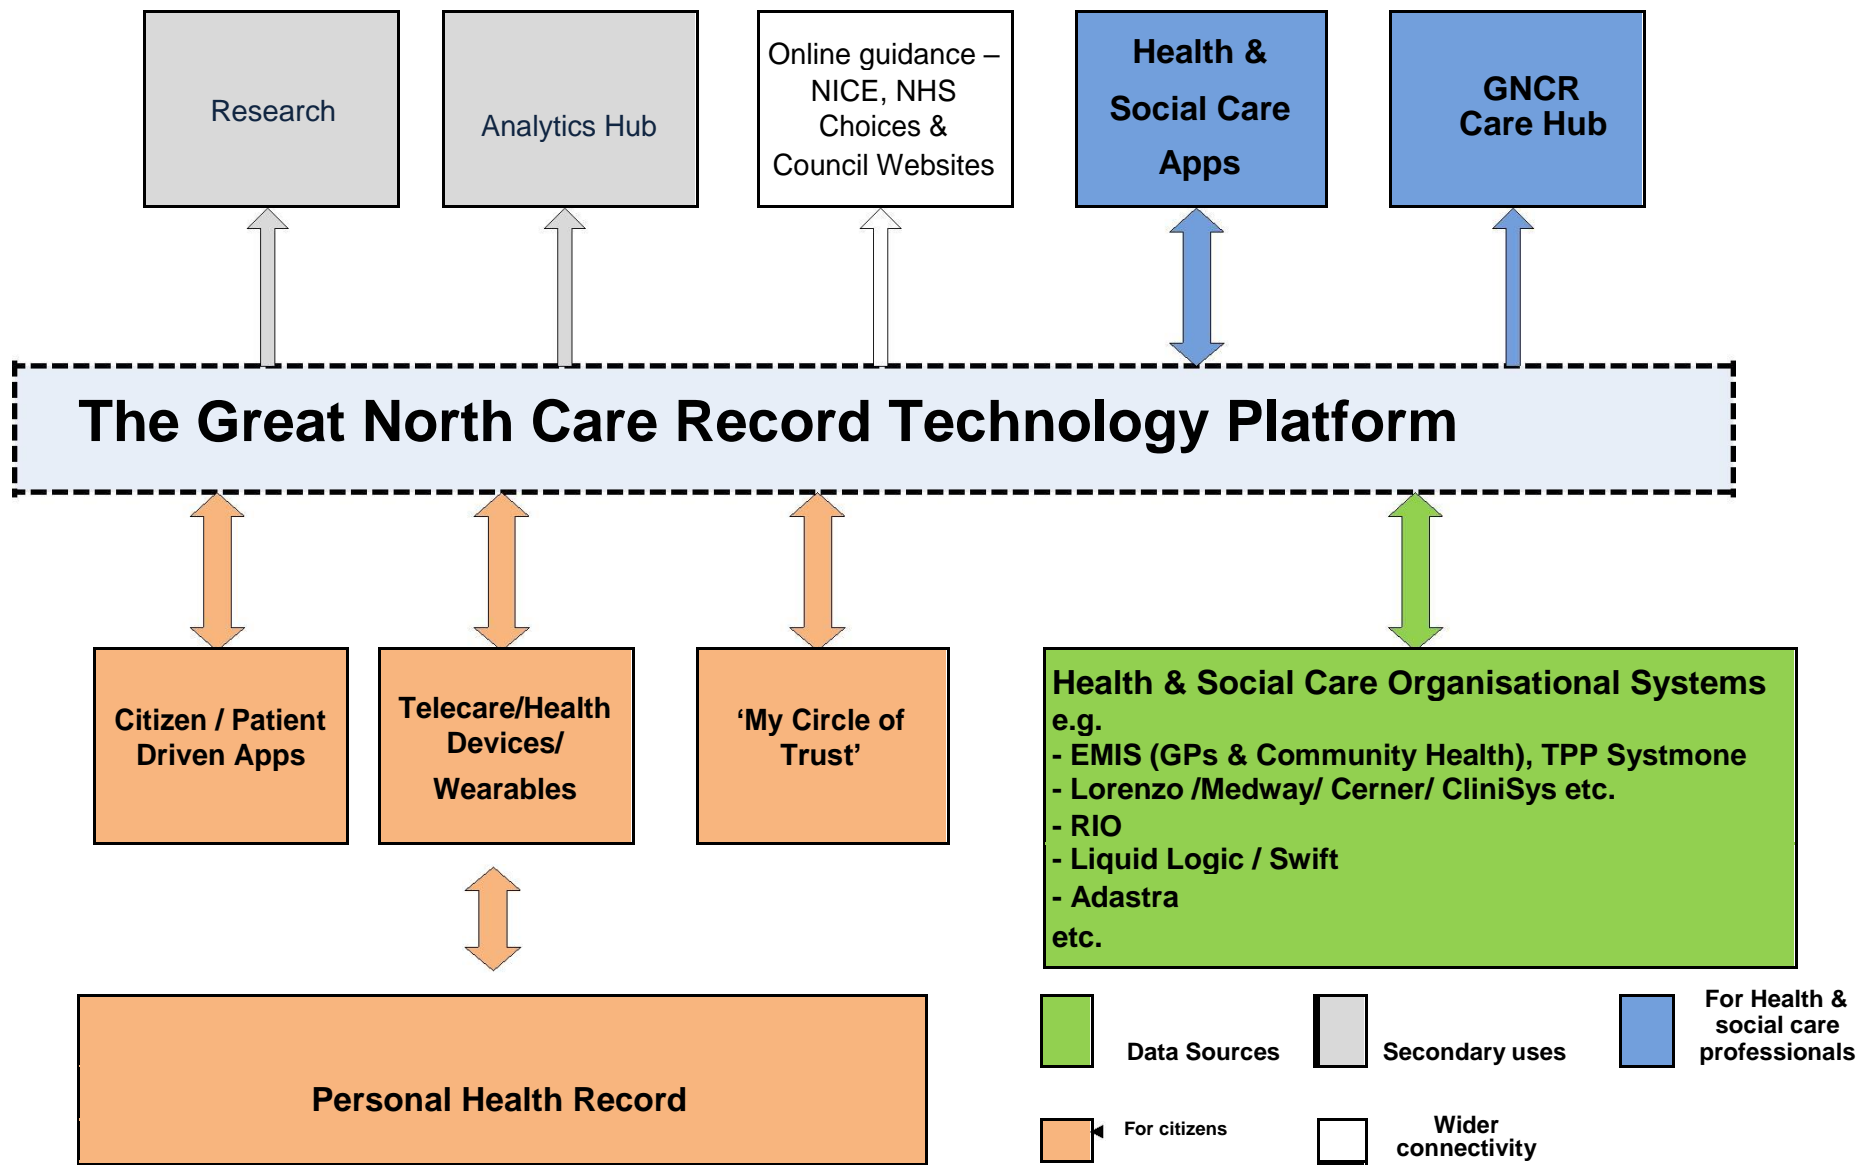 Research
Analytics Hub
Online guidance –
NICE, NHS
Choices &
Council Websites
Health &
Social Care
Apps
GNCR
Care Hub
The Great North Care Record Technology Platform
Citizen / Patient
Driven Apps
Telecare/Health
Devices/
Wearables
‘My Circle of
Trust’
Health & Social Care Organisational Systems
e.g.
- EMIS (GPs & Community Health), TPP Systmone
- Lorenzo /Medway/ Cerner/ CliniSys etc.
- RIO
- Liquid Logic / Swift
- Adastra
etc.
Personal Health Record
Data Sources
Secondary uses
For Health &
social care
professionals
For citizens
Wider
connectivity